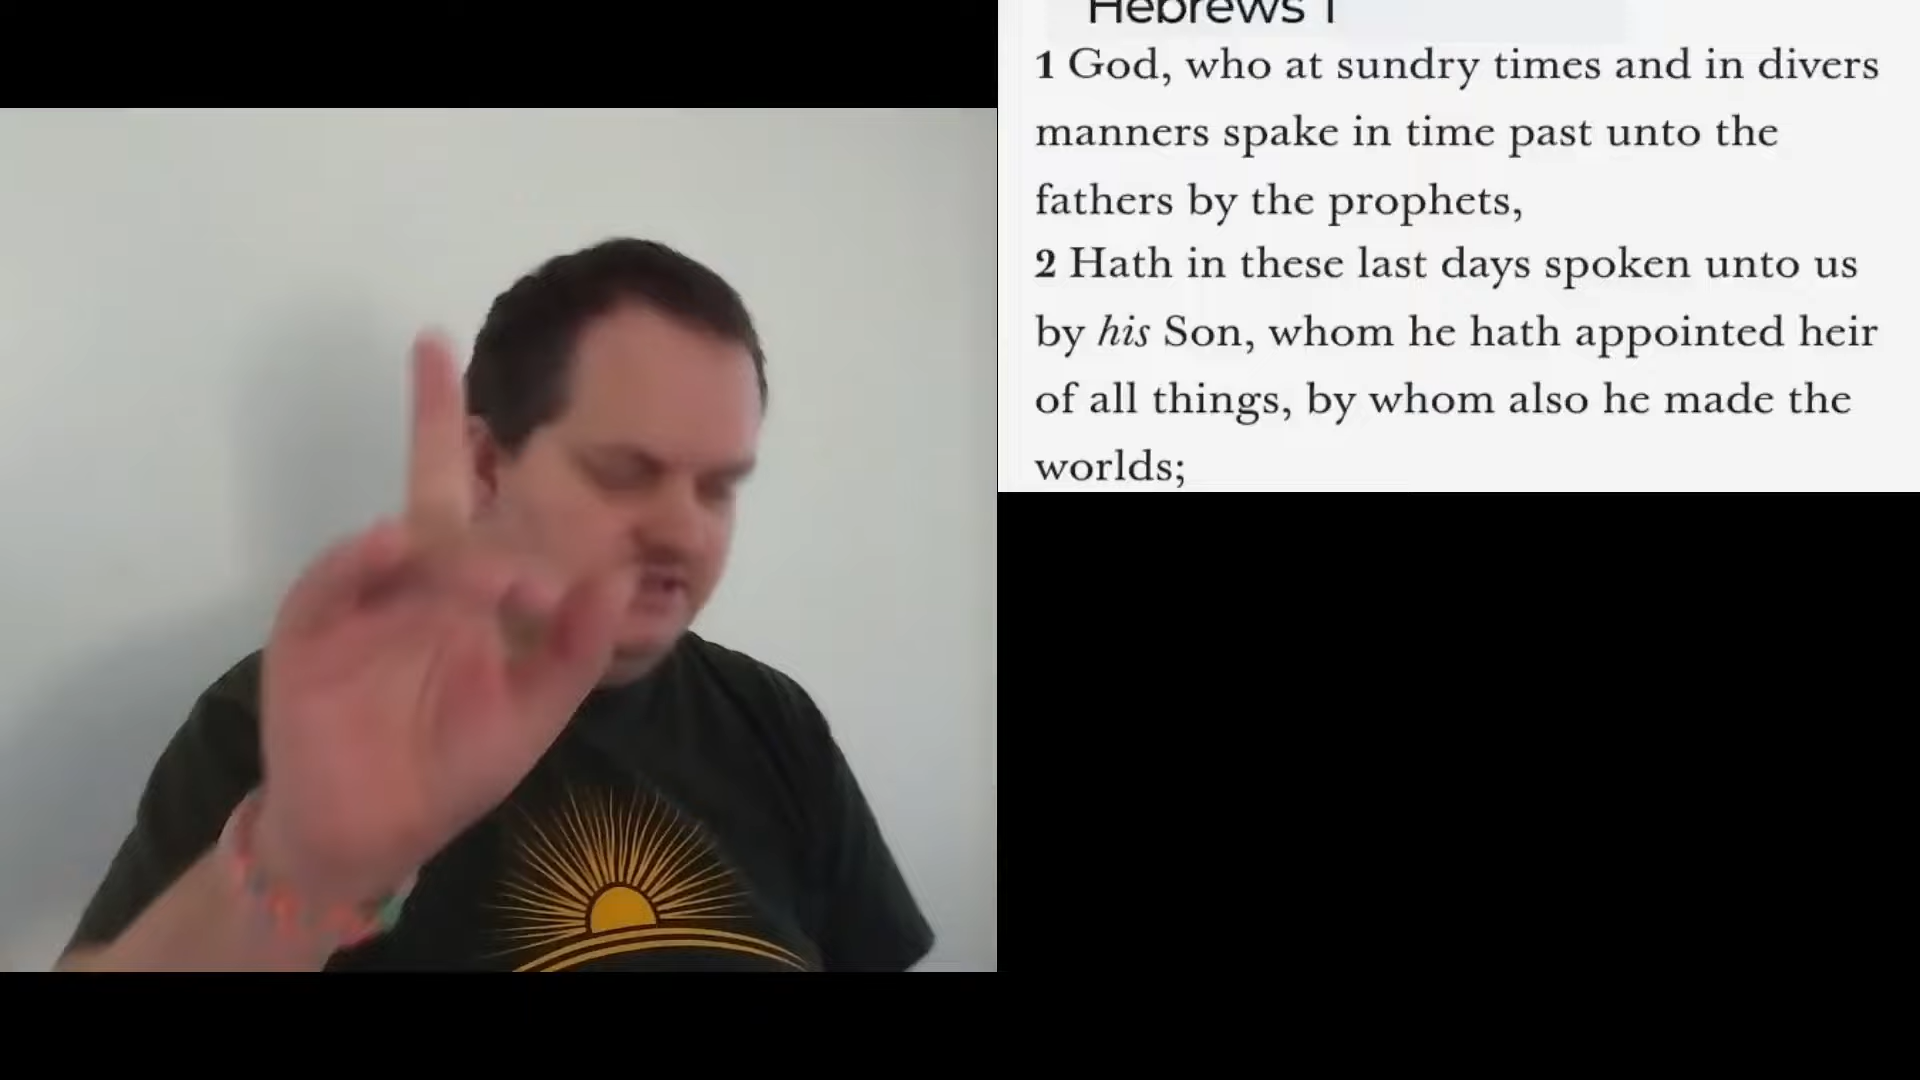 Hebrews 1
1 God, who at sundry times and in divers
manners spake in time past unto the
fathers by the prophets,
2 Hath in these last days spoken unto us
by his Son, whom he hath appointed heir
of all things, by whom also he made the
worlds;